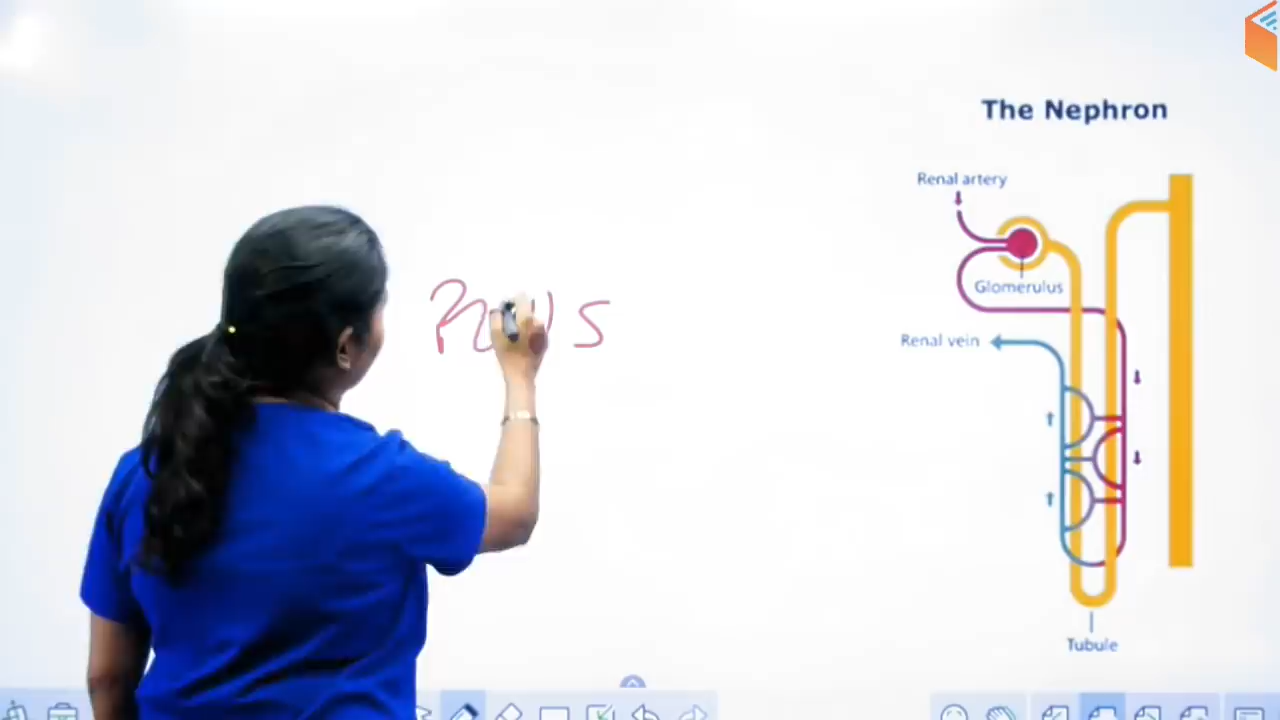 The Nephron
Renal artery
Glomerulus
Renal vein
Tubule